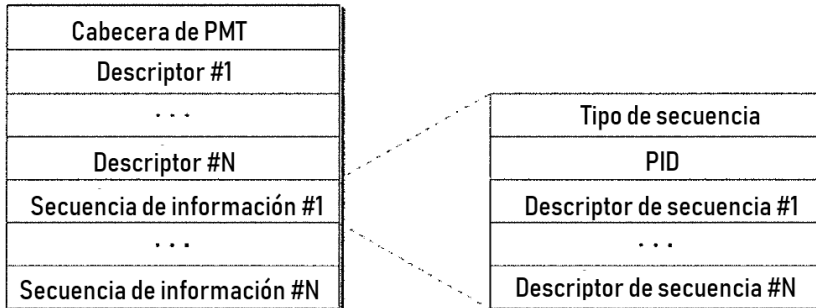 Cabecera de PMT
Descriptor #1
...
Descriptor #N
Secuencia de información #1
...
Secuencia de información #N
Tipo de secuencia
PID
Descriptor de secuencia #1
...
Descriptor de secuencia #N